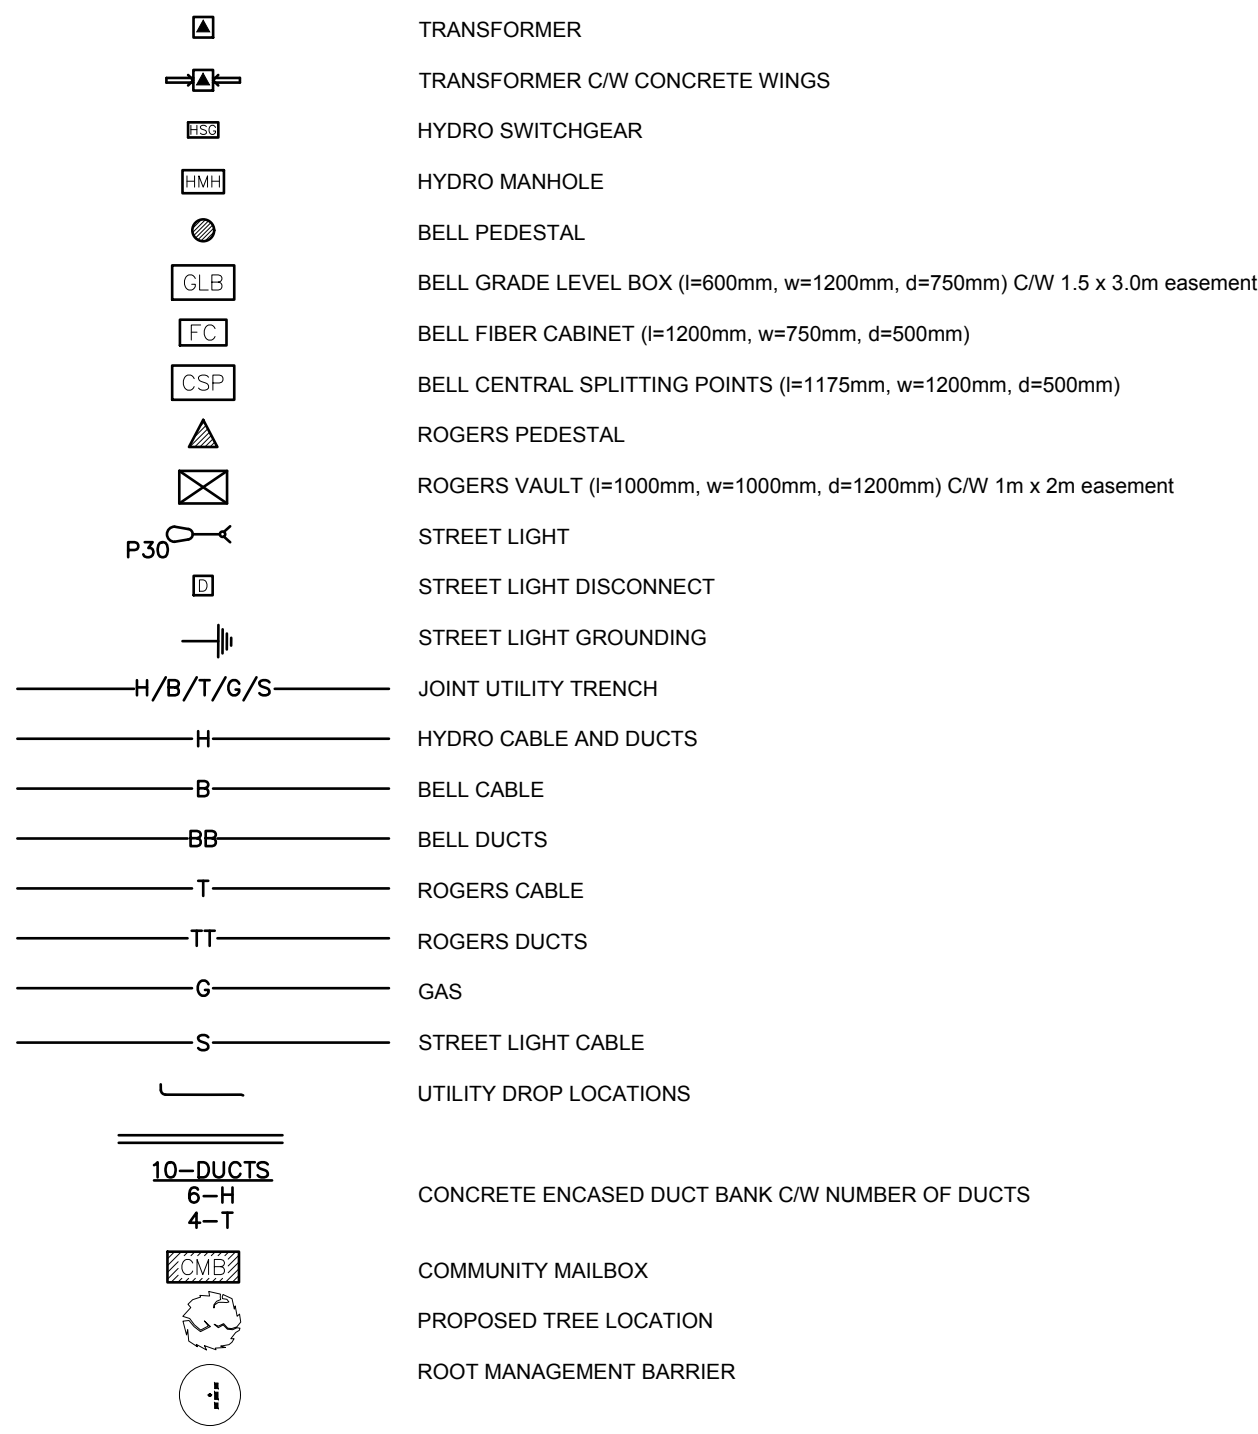 TRANSFORMER
TRANSFORMER C/W CONCRETE WINGS
HSG HYDRO SWITCHGEAR
HMH HYDRO MANHOLE
BELL PEDESTAL
GLB BELL GRADE LEVEL BOX (l=600mm, w=1200mm, d=750mm) C/W 1.5 x 3.0m easement
FC BELL FIBER CABINET (l=1200mm, w=750mm, d=500mm)
CSP BELL CENTRAL SPLITTING POINTS (l=1175mm, w=1200mm, d=500mm)
ROGERS PEDESTAL
ROGERS VAULT (l=1000mm, w=1000mm, d=1200mm) C/W 1m x 2m easement
P30 STREET LIGHT
D STREET LIGHT DISCONNECT
STREET LIGHT GROUNDING
H/B/T/G/S JOINT UTILITY TRENCH
H HYDRO CABLE AND DUCTS
B BELL CABLE
BB BELL DUCTS
T ROGERS CABLE
TT ROGERS DUCTS
G GAS
S STREET LIGHT CABLE
UTILITY DROP LOCATIONS
10-DUCTS
6-H CONCRETE ENCASED DUCT BANK C/W NUMBER OF DUCTS
4-T
CMB COMMUNITY MAILBOX
PROPOSED TREE LOCATION
ROOT MANAGEMENT BARRIER